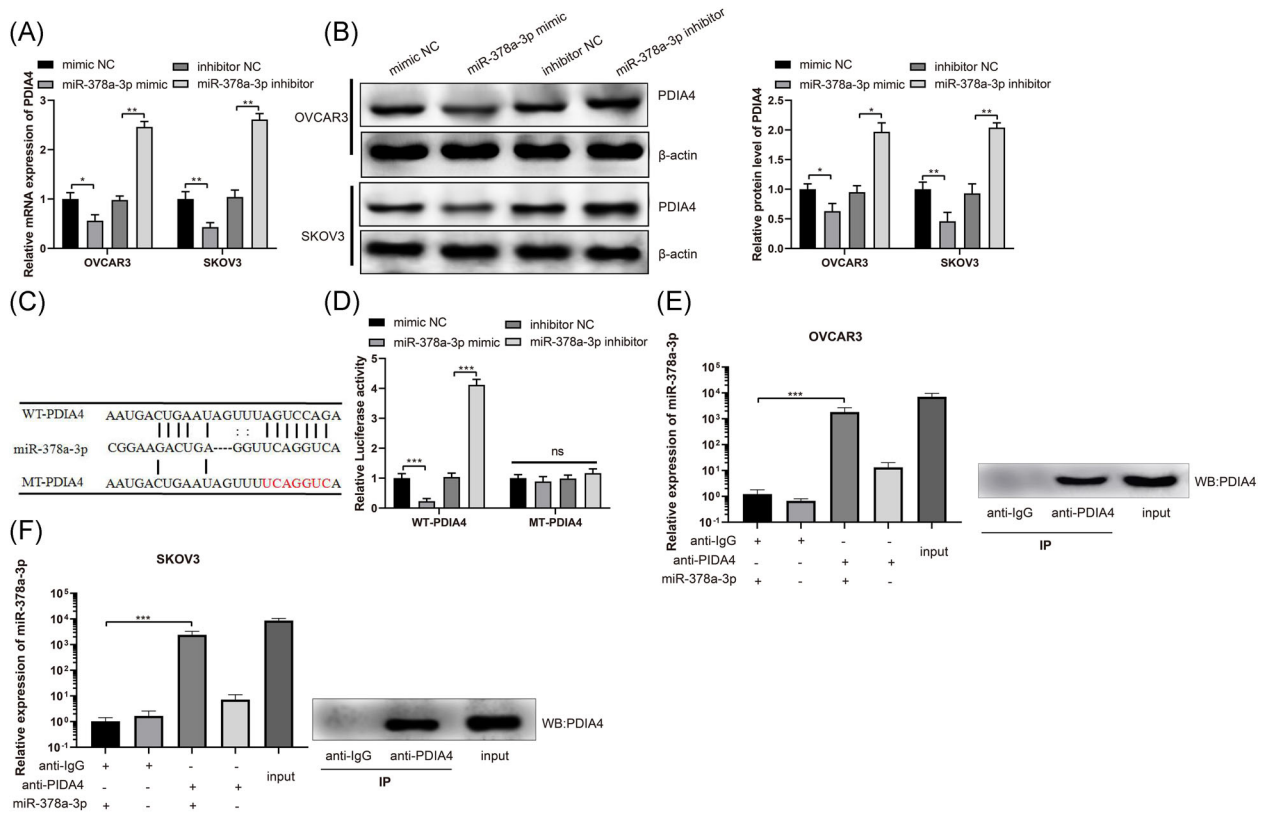 (A)
mimic NC
inhibitor NC
miR-378a-3p mimic
miR-378a-3p inhibitor
Relative mRNA expression of PDIA4
3
2
1
0
*
**
**
**
OVCAR3
SKOV3
(B)
mimic NC
miR-378a-3p mimic
inhibitor NC
miR-378a-3p inhibitor
OVCAR3
PDIA4
β-actin
SKOV3
PDIA4
β-actin
mimic NC
inhibitor NC
miR-378a-3p mimic
miR-378a-3p inhibitor
Relative protein level of PDIA4
2.5
2.0
1.5
1.0
0.5
0.0
*
*
**
**
OVCAR3
SKOV3
(C)
WT-PDIA4 AAUGACUGAAUAGUUUAGUCCAGA
miR-378a-3p CGGAAGACUGA----GGUUCAGGUCA
MT-PDIA4 AAUGACUGAAUAGUUUUCAGGUCA
(D)
mimic NC
inhibitor NC
miR-378a-3p mimic
miR-378a-3p inhibitor
Relative Luciferase activity
5
4
3
2
1
0
***
***
ns
WT-PDIA4
MT-PDIA4
(E)
OVCAR3
Relative expression of miR-378a-3p
10⁵
10⁴
10³
10²
10¹
10⁰
10⁻¹
***
anti-IgG + + - -
anti-PIDA4 - - + +
miR-378a-3p + - + -
input
WB:PDIA4
anti-IgG anti-PDIA4 input
IP
(F)
SKOV3
Relative expression of miR-378a-3p
10⁵
10⁴
10³
10²
10¹
10⁰
10⁻¹
***
anti-IgG + + - -
anti-PIDA4 - - + +
miR-378a-3p + - + -
input
WB:PDIA4
anti-IgG anti-PDIA4 input
IP